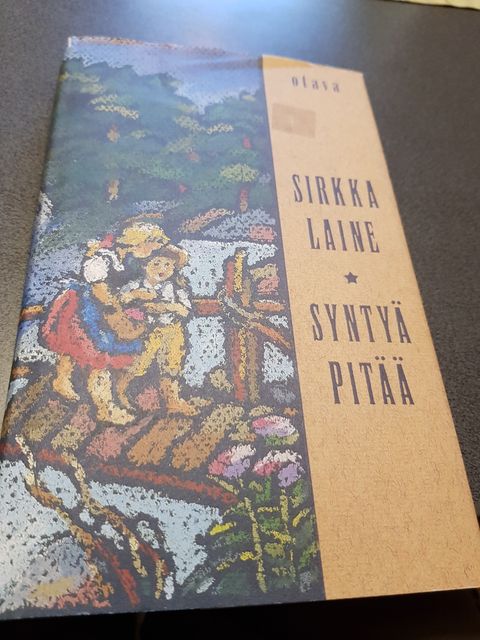 otava
SIRKKA
LAINE
★
SYNTYÄ
PITÄÄ